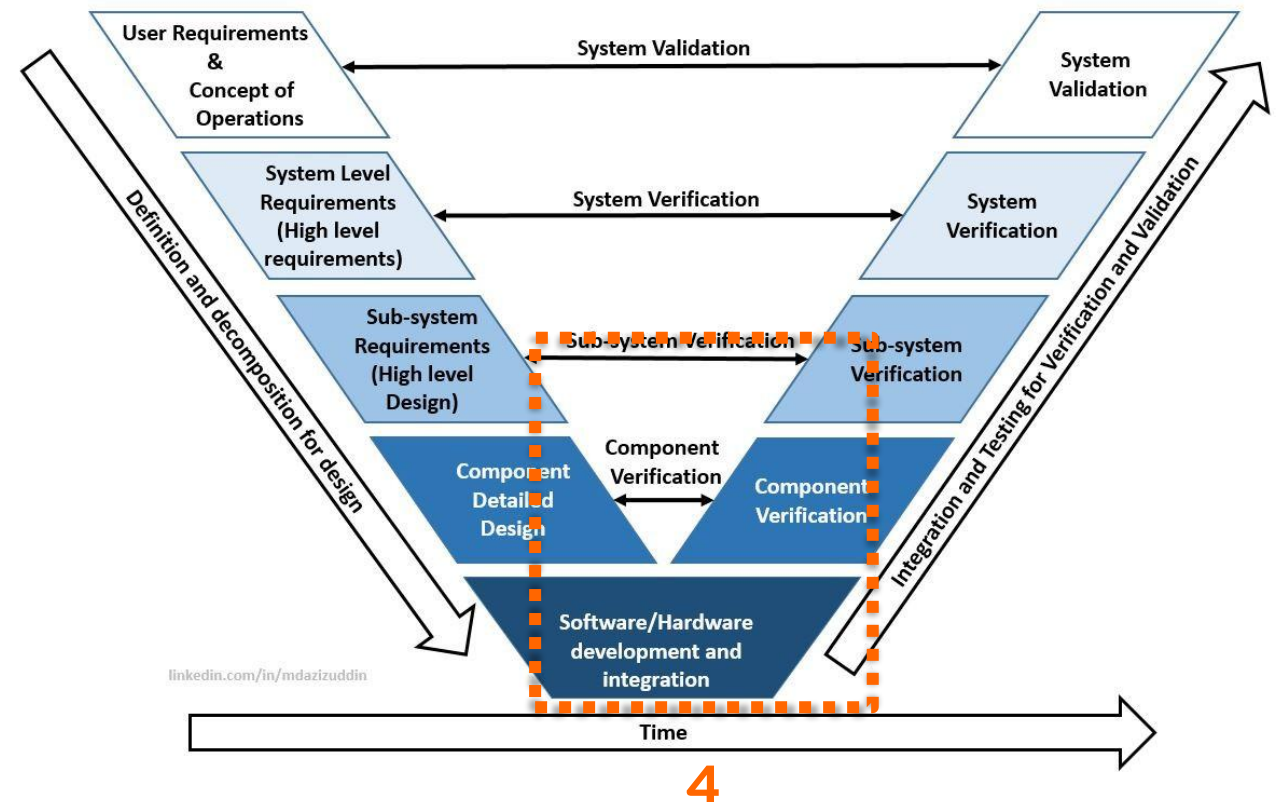 User Requirements
&
Concept of
Operations
System Validation
System
Validation
System Level
Requirements
(High level
requirements)
System Verification
System
Verification
Sub-system
Requirements
(High level
Design)
Sub-system Verification
Sub-system
Verification
Component
Detailed
Design
Component
Verification
Component
Verification
Software/Hardware
development and
integration
Definition and decomposition for design
Integration and Testing for Verification and Validation
linkedin.com/in/mdazizuddin
Time
4